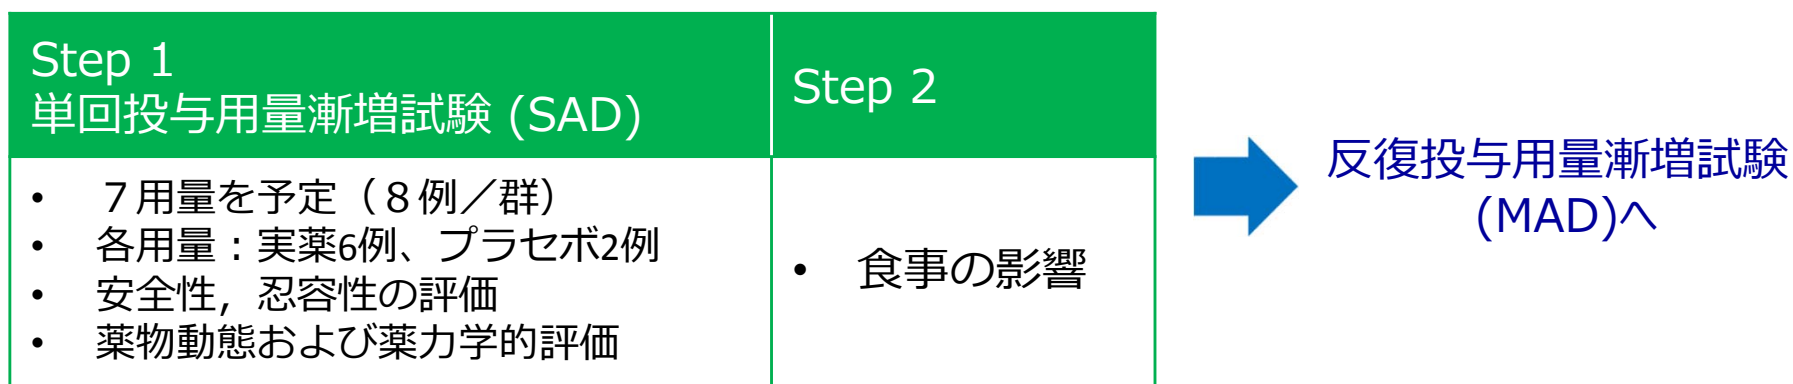 Step 1
単回投与用量漸増試験 (SAD)
Step 2
• 7用量を予定（8例／群）
• 各用量：実薬6例、プラセボ2例
• 安全性，忍容性の評価
• 薬物動態および薬力学的評価
• 食事の影響
反復投与用量漸増試験
(MAD)へ